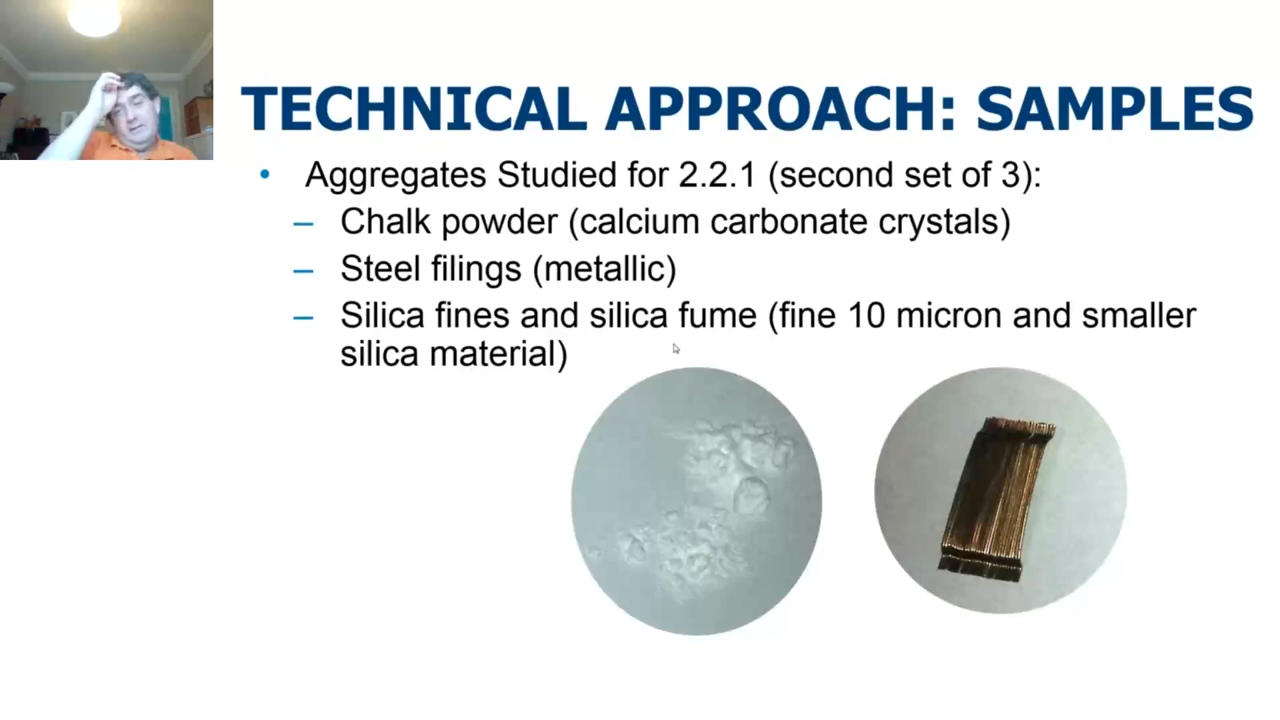 TECHNICAL APPROACH: SAMPLES
• Aggregates Studied for 2.2.1 (second set of 3):
– Chalk powder (calcium carbonate crystals)
– Steel filings (metallic)
– Silica fines and silica fume (fine 10 micron and smaller
silica material)